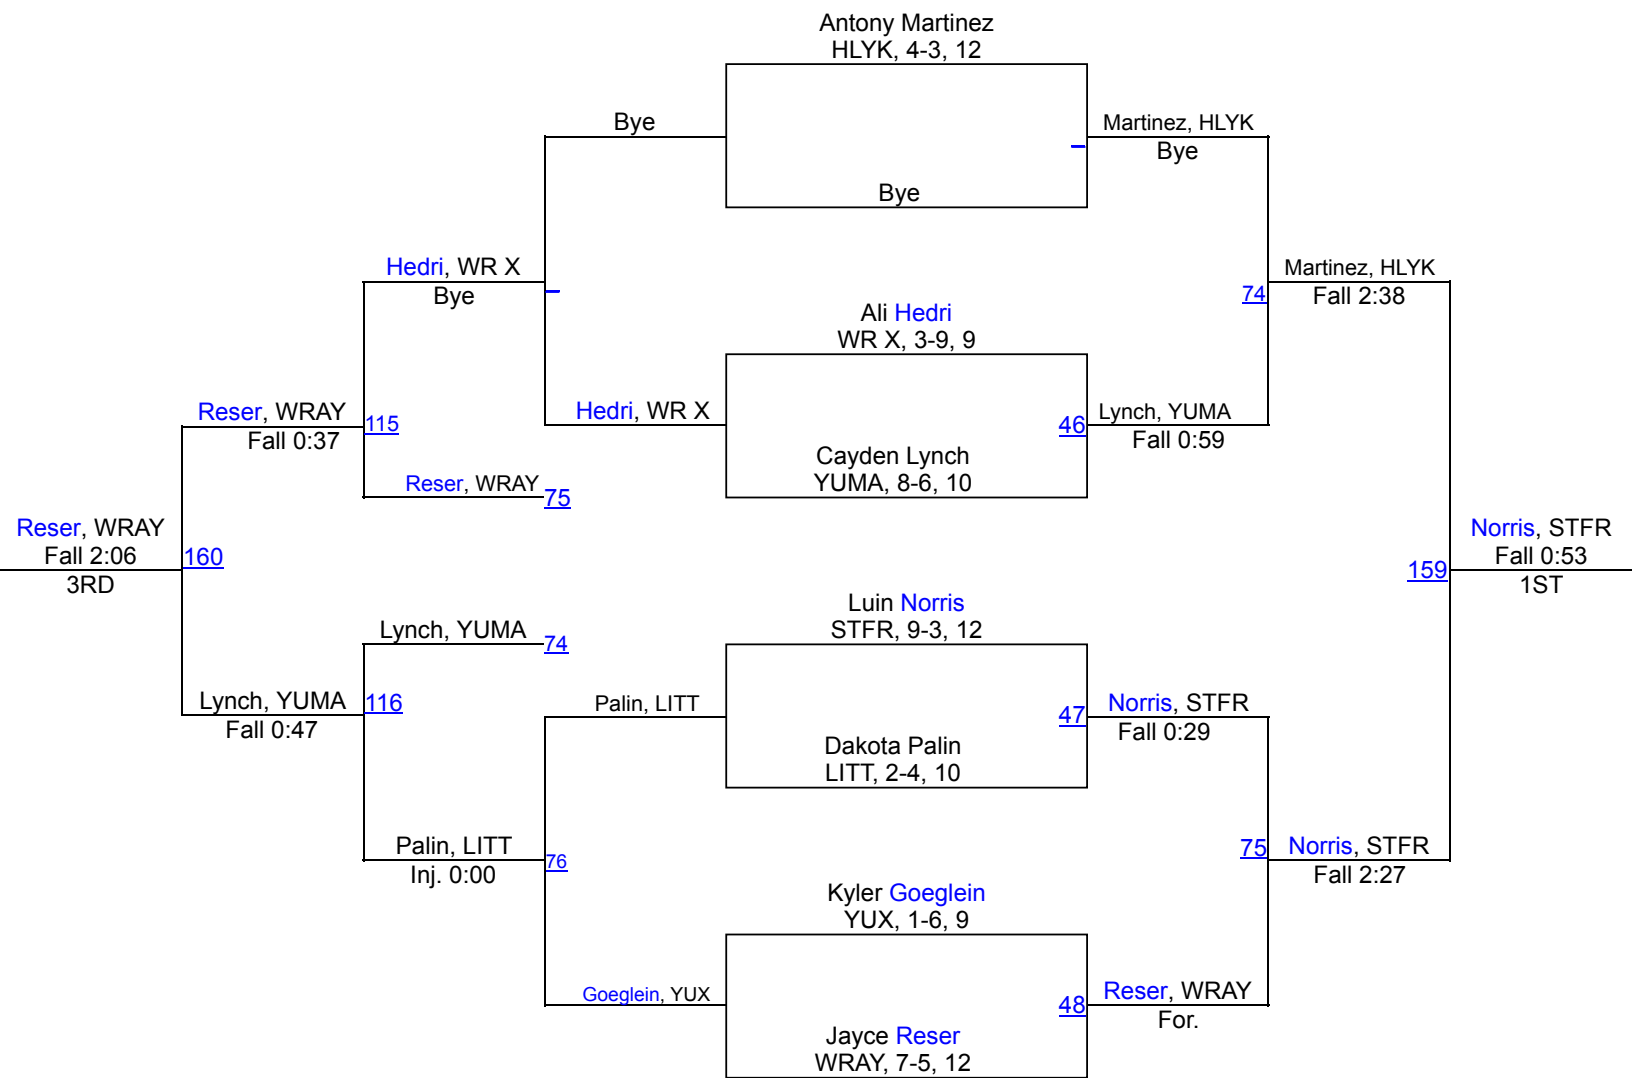 Antony Martinez
HLYK, 4-3, 12
Bye
Martinez, HLYK
Bye
Bye
Hedri, WR X
Bye
Martinez, HLYK
Fall 2:38
74
Ali Hedri
WR X, 3-9, 9
Reser, WRAY
Fall 0:37
115
Hedri, WR X
46
Lynch, YUMA
Fall 0:59
Cayden Lynch
YUMA, 8-6, 10
Reser, WRAY
75
Reser, WRAY
Fall 2:06
3RD
160
159
Norris, STFR
Fall 0:53
1ST
Luin Norris
STFR, 9-3, 12
Lynch, YUMA
74
Lynch, YUMA
Fall 0:47
116
Palin, LITT
47
Norris, STFR
Fall 0:29
Dakota Palin
LITT, 2-4, 10
Palin, LITT
Inj. 0:00
76
75
Norris, STFR
Fall 2:27
Kyler Goeglein
YUX, 1-6, 9
Goeglein, YUX
48
Reser, WRAY
For.
Jayce Reser
WRAY, 7-5, 12